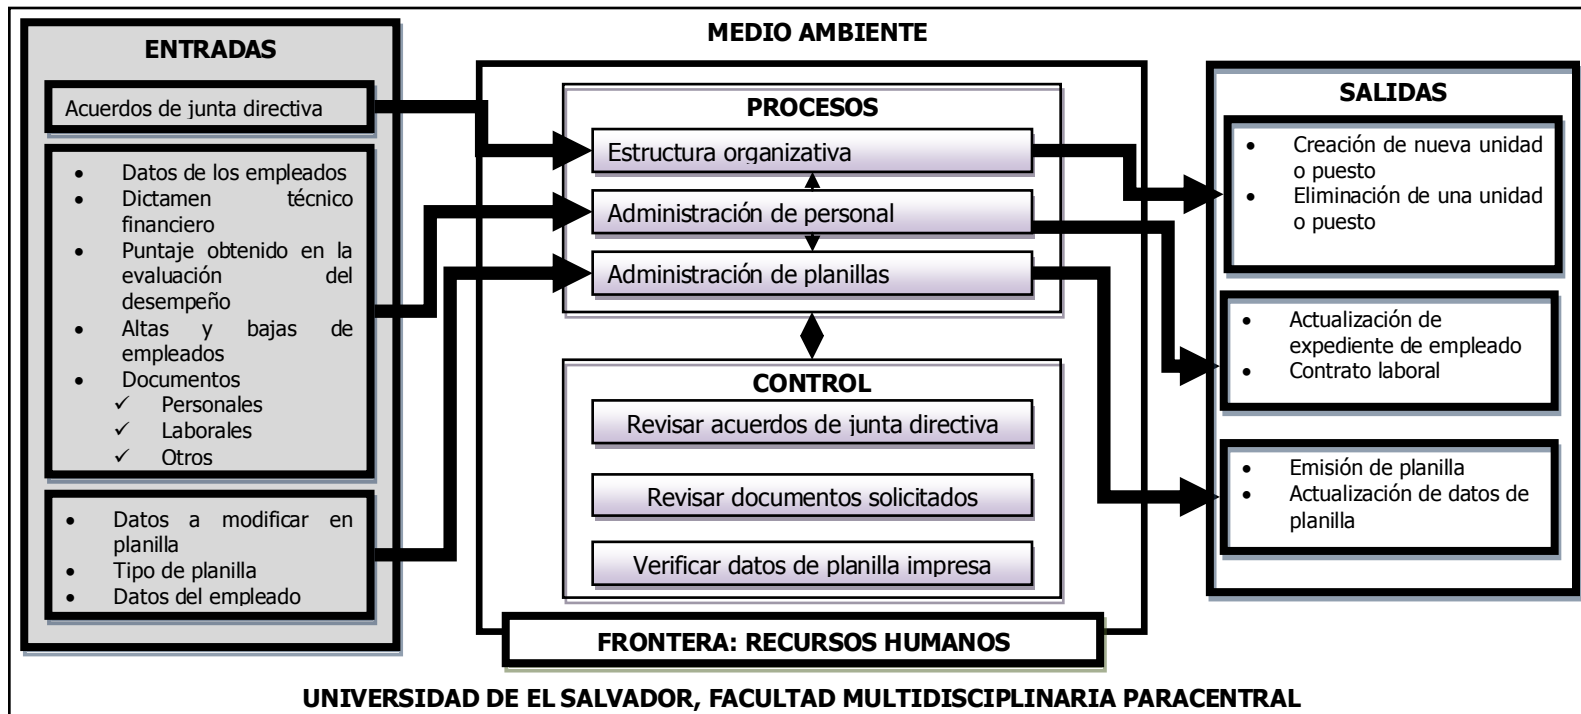 MEDIO AMBIENTE
ENTRADAS
Acuerdos de junta directiva
• Datos de los empleados
• Dictamen técnico
financiero
• Puntaje obtenido en la
evaluación del
desempeño
• Altas y bajas de
empleados
• Documentos
✓ Personales
✓ Laborales
✓ Otros
• Datos a modificar en
planilla
• Tipo de planilla
• Datos del empleado
PROCESOS
Estructura organizativa
Administración de personal
Administración de planillas
CONTROL
Revisar acuerdos de junta directiva
Revisar documentos solicitados
Verificar datos de planilla impresa
FRONTERA: RECURSOS HUMANOS
SALIDAS
• Creación de nueva unidad
o puesto
• Eliminación de una unidad
o puesto
• Actualización de
expediente de empleado
• Contrato laboral
• Emisión de planilla
• Actualización de datos de
planilla
UNIVERSIDAD DE EL SALVADOR, FACULTAD MULTIDISCIPLINARIA PARACENTRAL